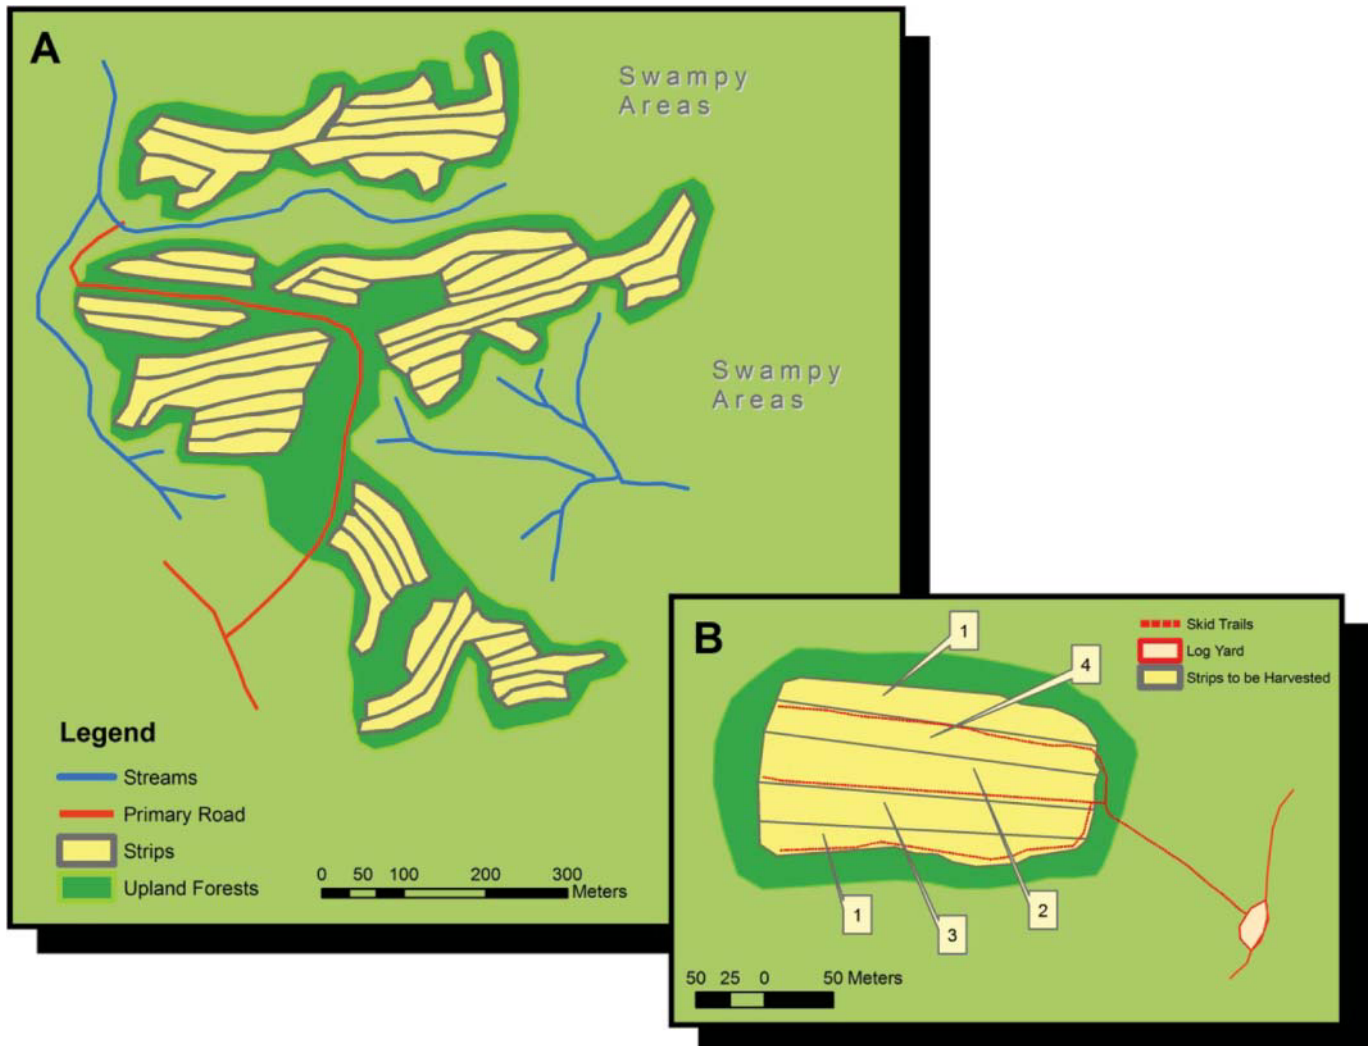 A
Swampy
Areas
Swampy
Areas
Legend
Streams
Primary Road
Strips
Upland Forests
0 50 100 200 300
Meters
B
1
4
Skid Trails
Log Yard
Strips to be Harvested
1
3
2
50 25 0 50 Meters